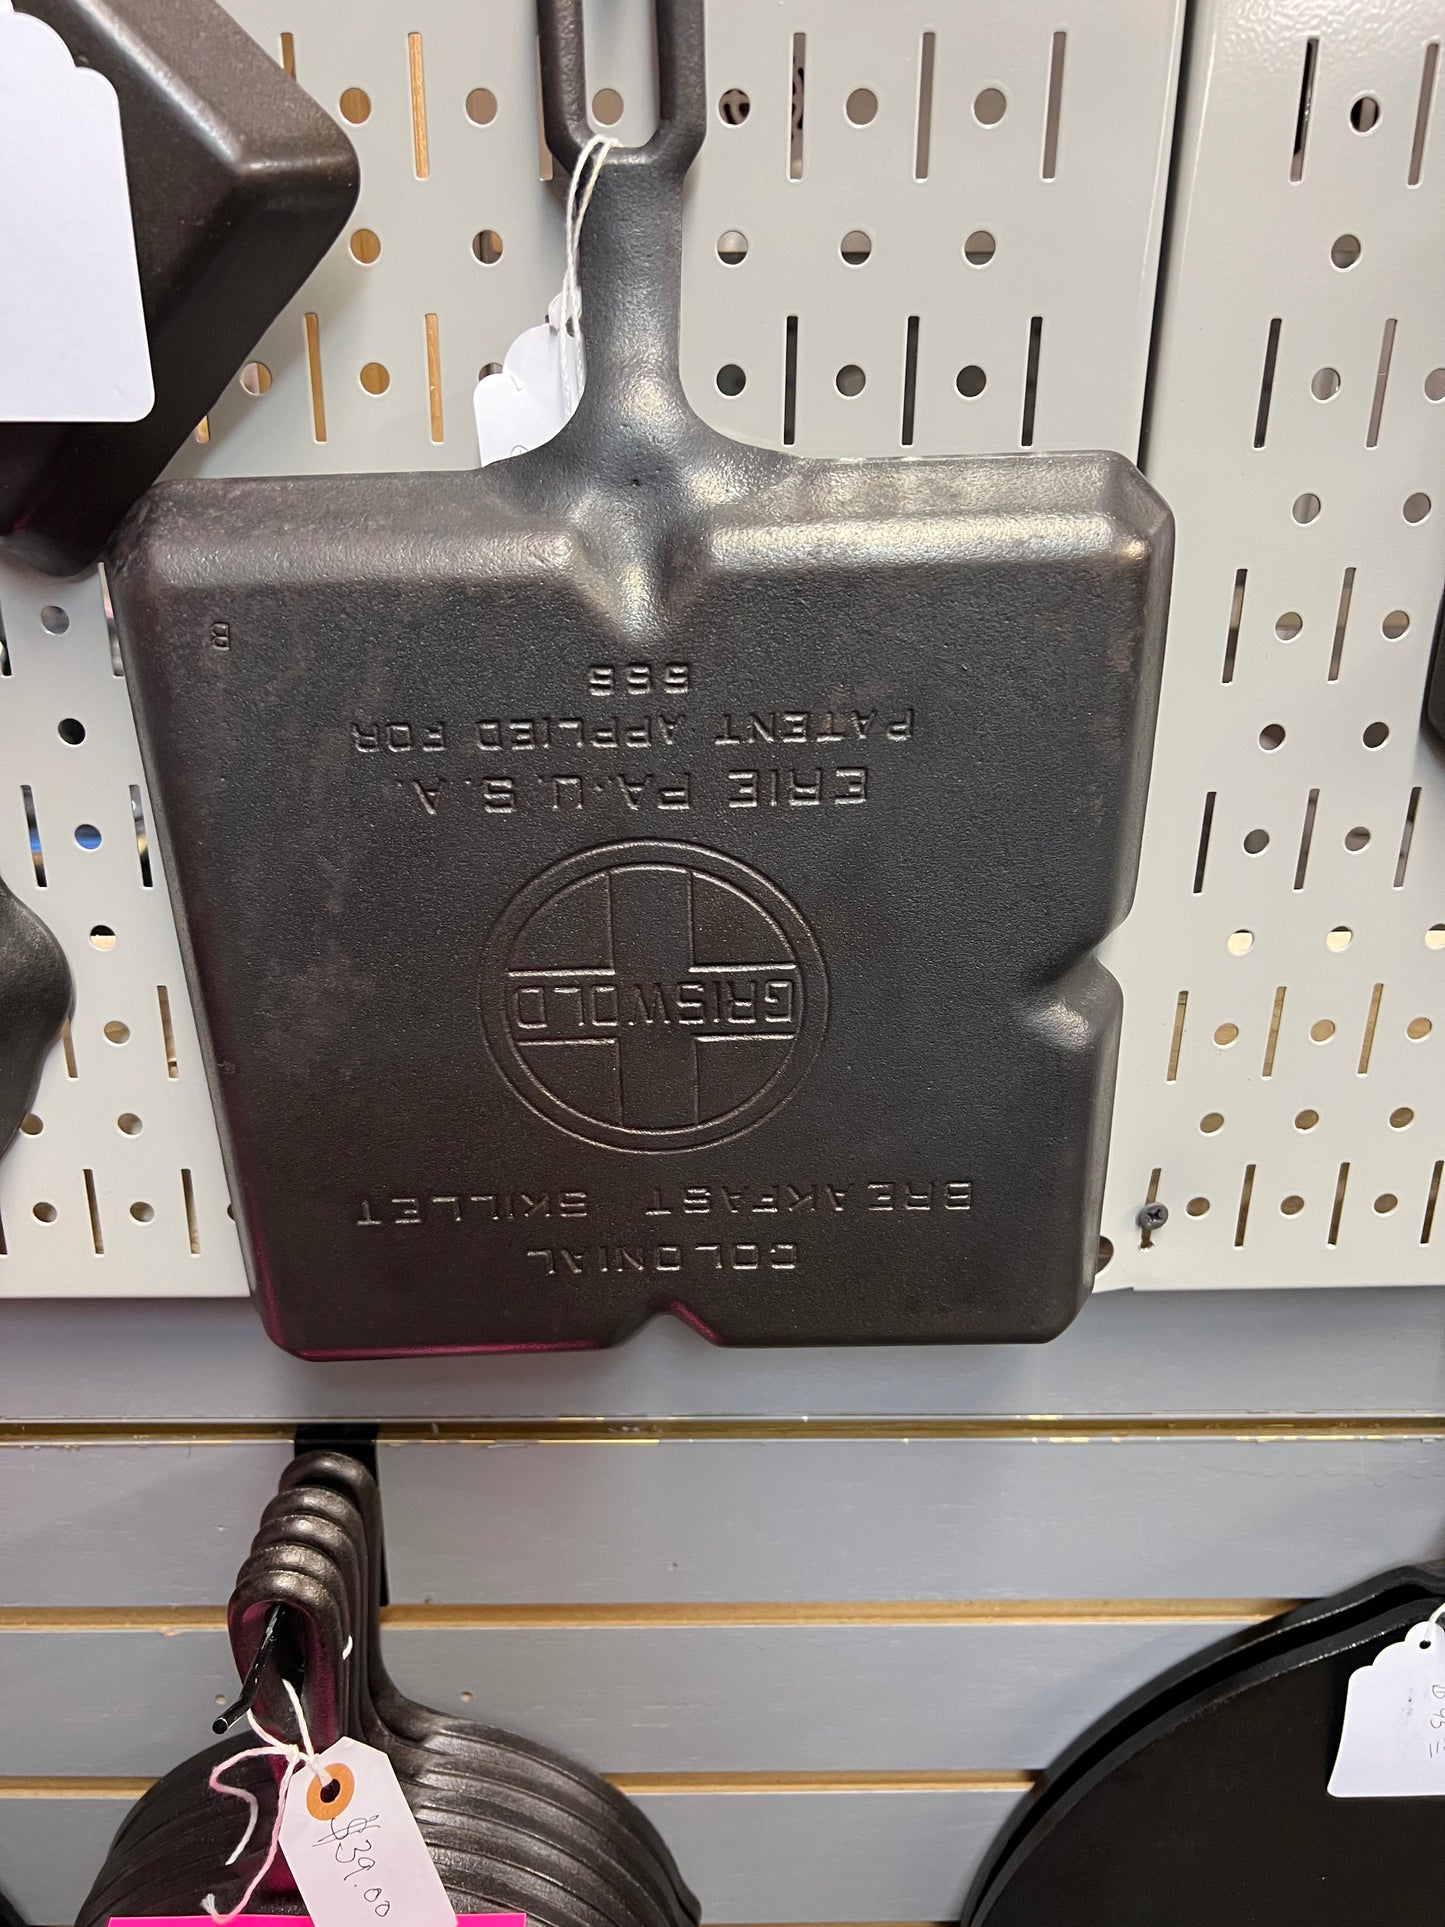 COLONIAL
BREAKFAST SKILLET
GRISWOLD
ERIE PA. U. S. A.
PATENT APPLIED FOR
666
B
$39.00